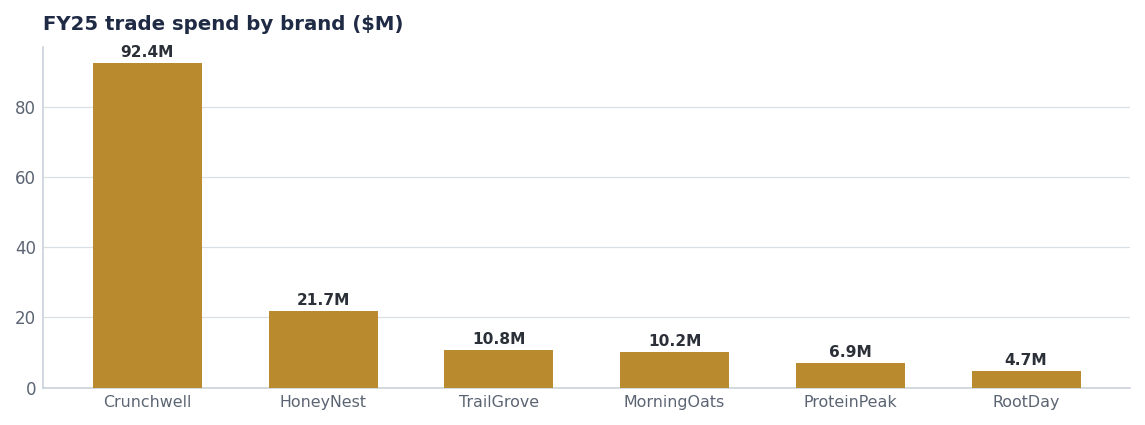 FY25 trade spend by brand ($M)
92.4M
80
60
40
21.7M
20
10.8M
10.2M
6.9M
4.7M
0
Crunchwell
HoneyNest
TrailGrove
MorningOats
ProteinPeak
RootDay